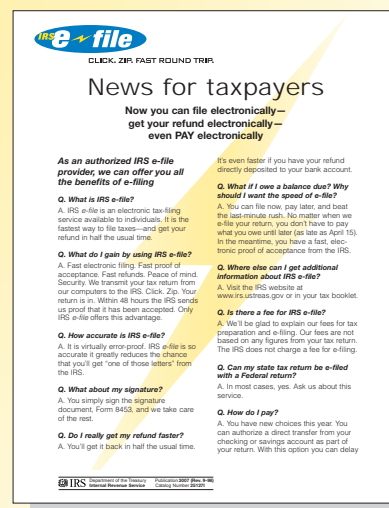 IRS e file
CLICK. ZIP. FAST ROUND TRIP.
News for taxpayers
Now you can file electronically—
get your refund electronically—
even PAY electronically
As an authorized IRS e-file
provider, we can offer you all
the benefits of e-filing
Q. What is IRS e-file?
A. IRS e-file is an electronic tax-filing
service available to individuals. It is the
fastest way to file taxes—and get your
refund in half the usual time.
Q. What do I gain by using IRS e-file?
A. Fast electronic filing. Fast proof of
acceptance. Fast refunds. Peace of mind.
Security. We transmit your tax return from
our computers to the IRS. Click. Zip. Your
return is in. Within 48 hours the IRS sends
us proof that it has been accepted. Only
IRS e-file offers this advantage.
Q. How accurate is IRS e-file?
A. It is virtually error-proof. IRS e-file is so
accurate it greatly reduces the chance
that you'll get "one of those letters" from
the IRS.
Q. What about my signature?
A. You simply sign the signature
document, Form 8453, and we take care
of the rest.
Q. Do I really get my refund faster?
A. You'll get it back in half the usual time.
It's even faster if you have your refund
directly deposited to your bank account.
Q. What if I owe a balance due? Why
should I want the speed of e-file?
A. You can file now, pay later, and beat
the last-minute rush. No matter when we
e-file your return, you don't have to pay
what you owe until later (as late as April 15).
In the meantime, you have a fast, elec-
tronic proof of acceptance from the IRS.
Q. Where else can I get additional
information about IRS e-file?
A. Visit the IRS website at
www.irs.ustreas.gov or in your tax booklet.
Q. Is there a fee for IRS e-file?
A. We'll be glad to explain our fees for tax
preparation and e-filing. Our fees are not
based on any figures from your tax return.
The IRS does not charge a fee for e-filing.
Q. Can my state tax return be e-filed
with a Federal return?
A. In most cases, yes. Ask us about this
service.
Q. How do I pay?
A. You have new choices this year. You
can authorize a direct transfer from your
checking or savings account as part of
your return. With this option you can delay
IRS
Department of the Treasury
Internal Revenue Service
Publication 2007 (Rev. 9-98)
Catalog Number 25127I